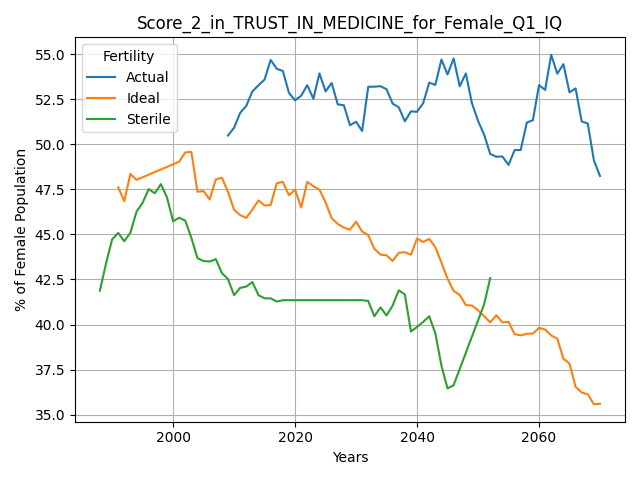 Score_2_in_TRUST_IN_MEDICINE_for_Female_Q1_IQ
Fertility
Actual
Ideal
Sterile
% of Female Population
55.0
52.5
50.0
47.5
45.0
42.5
40.0
37.5
35.0
2000
2020
2040
2060
Years